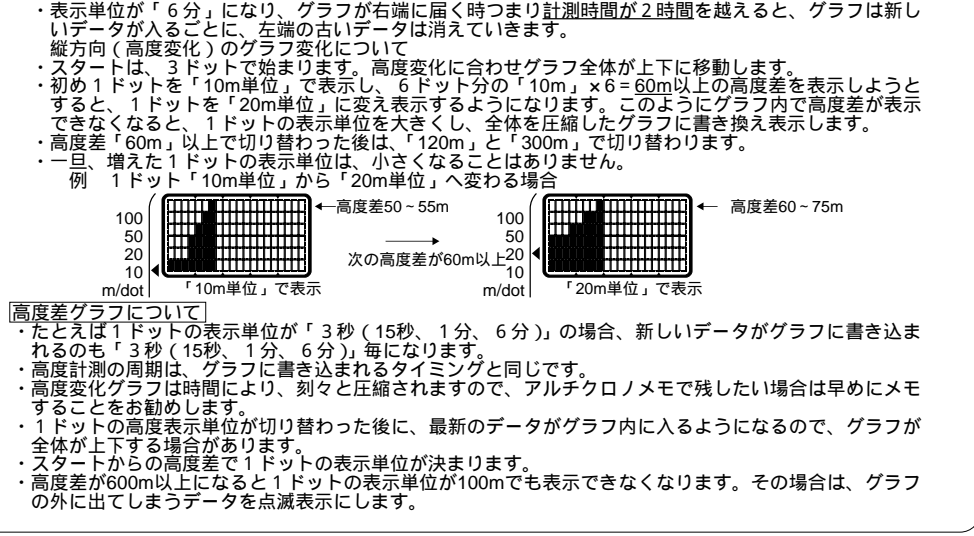 ・表示単位が「６分」になり、グラフが右端に届く時つまり計測時間が２時間を越えると、グラフは新し
いデータが入るごとに、左端の古いデータは消えていきます。
縦方向（高度変化）のグラフ変化について
・スタートは、３ドットで始まります。高度変化に合わせグラフ全体が上下に移動します。
・初め１ドットを「10m単位」で表示し、６ドット分の「10m」×6＝60m以上の高度差を表示しようと
すると、１ドットを「20m単位」に変え表示するようになります。このようにグラフ内で高度差が表示
できなくなると、１ドットの表示単位を大きくし、全体を圧縮したグラフに書き換え表示します。
・高度差「60m」以上で切り替わった後は、「120m」と「300m」で切り替わります。
・一旦、増えた１ドットの表示単位は、小さくなることはありません。
例　１ドット「10m単位」から「20m単位」へ変わる場合
100
50
20
10
m/dot
高度差50～55m
「10m単位」で表示
次の高度差が60m以上
100
50
20
10
m/dot
高度差60～75m
「20m単位」で表示
高度差グラフについて
・たとえば１ドットの表示単位が「３秒（15秒、１分、６分）」の場合、新しいデータがグラフに書き込ま
れるのも「３秒（15秒、１分、６分）」毎になります。
・高度計測の周期は、グラフに書き込まれるタイミングと同じです。
・高度変化グラフは時間により、刻々と圧縮されますので、アルチクロノメモで残したい場合は早めにメモ
することをお勧めします。
・１ドットの高度表示単位が切り替わった後に、最新のデータがグラフ内に入るようになるので、グラフが
全体が上下する場合があります。
・スタートからの高度差で１ドットの表示単位が決まります。
・高度差が600m以上になると１ドットの表示単位が100mでも表示できなくなります。その場合は、グラフ
の外に出てしまうデータを点滅表示にします。